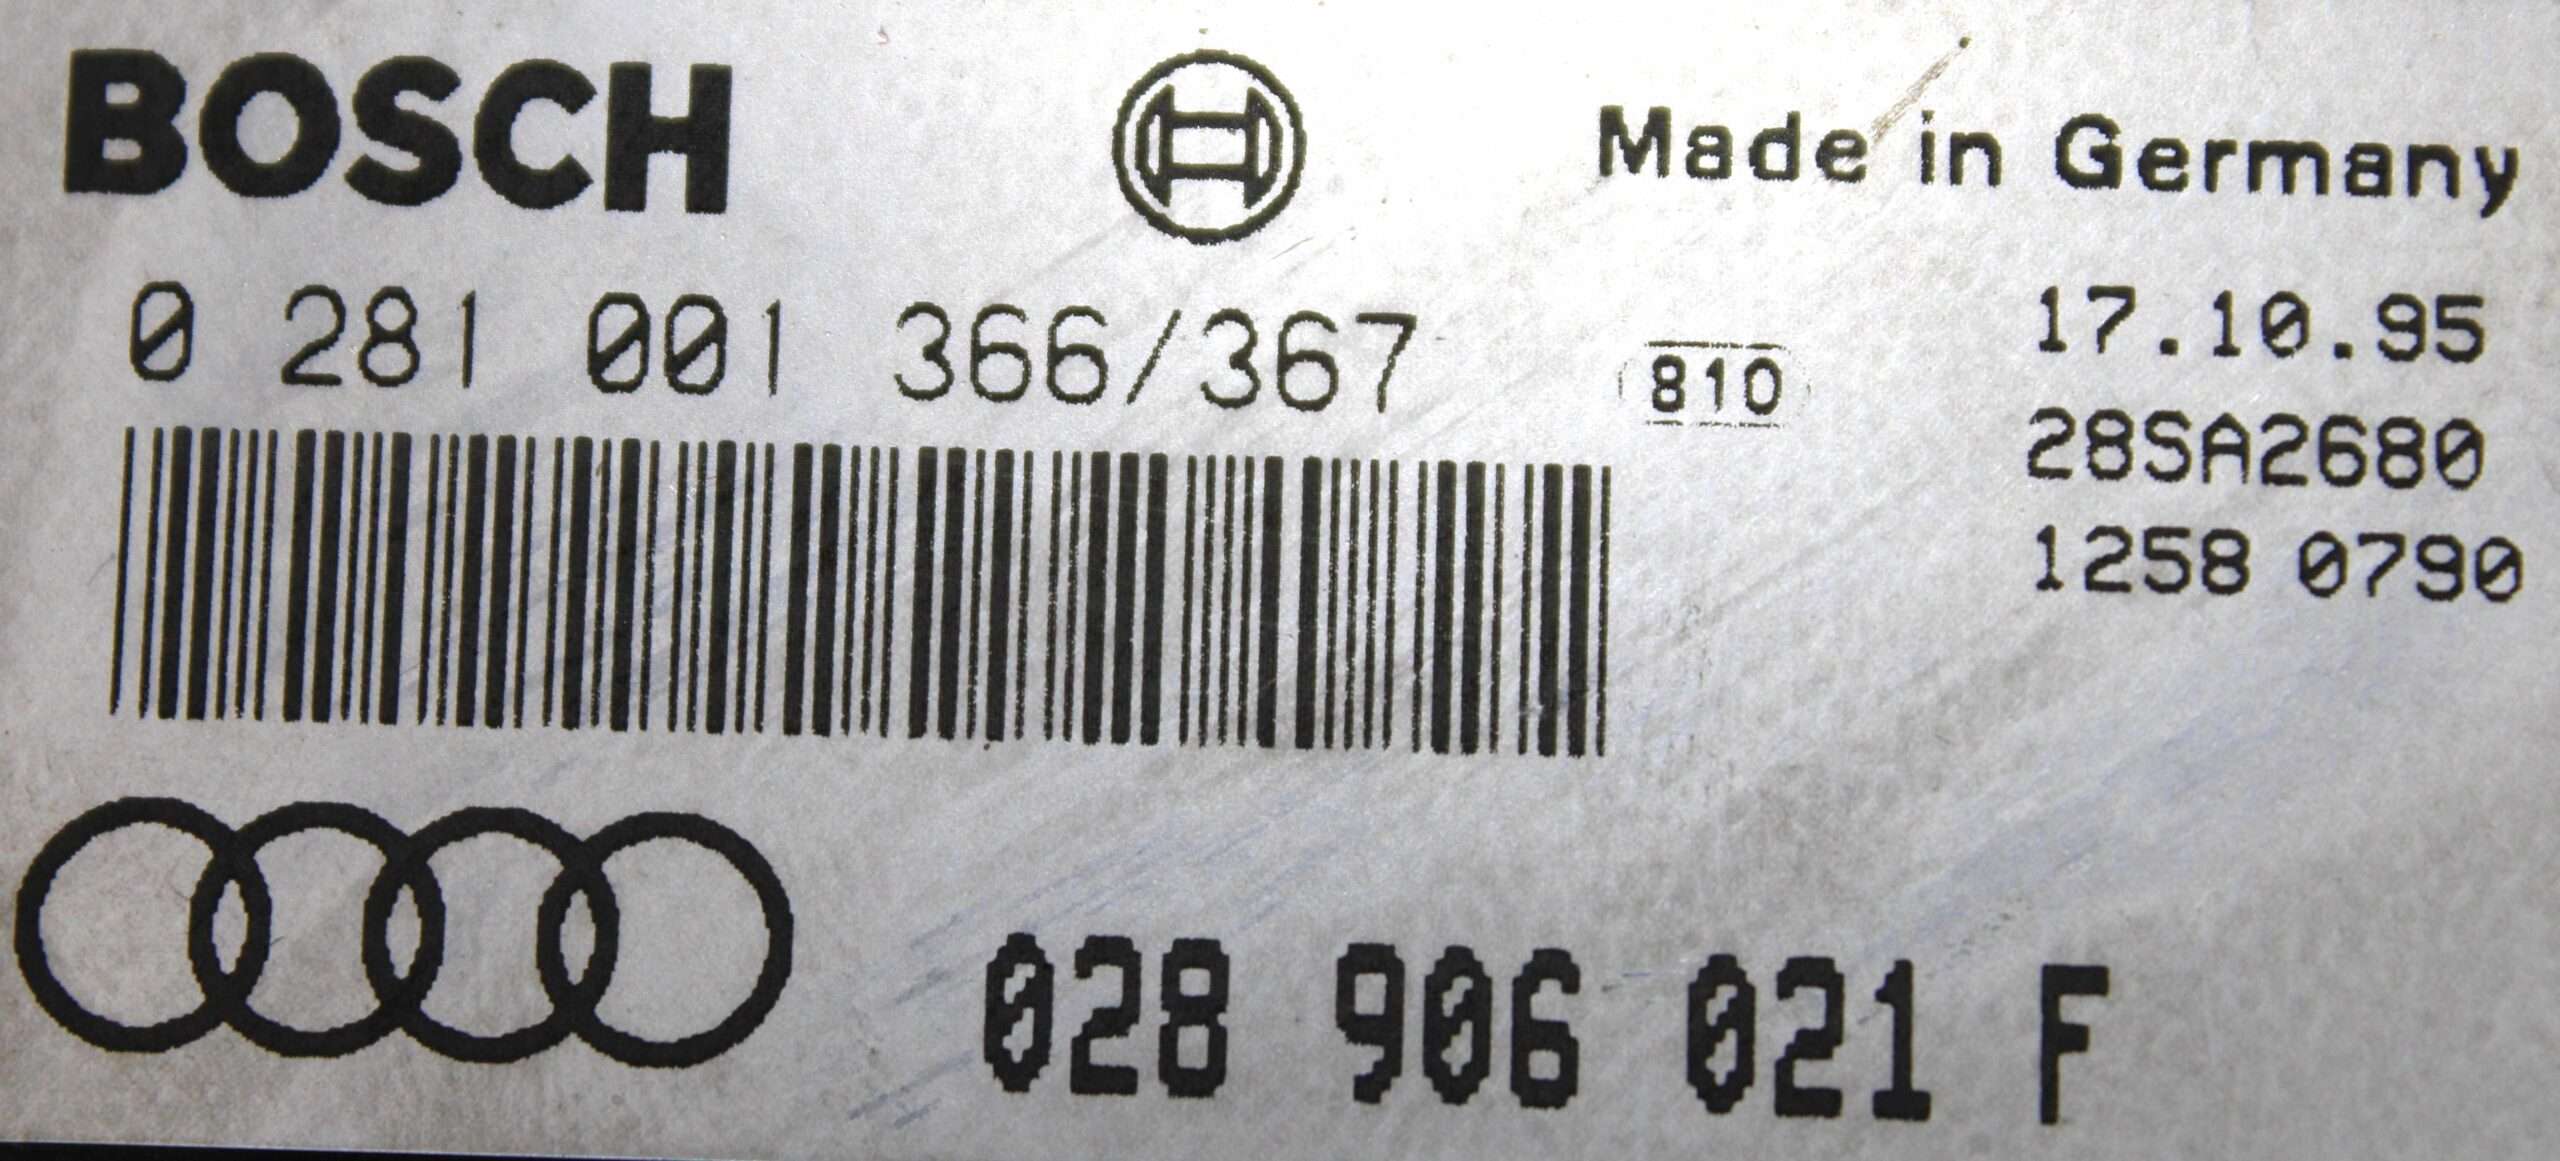 BOSCH
Made in Germany
0 281 001 366/367
810
17.10.95
28SA2680
1258 0790
028 906 021 F